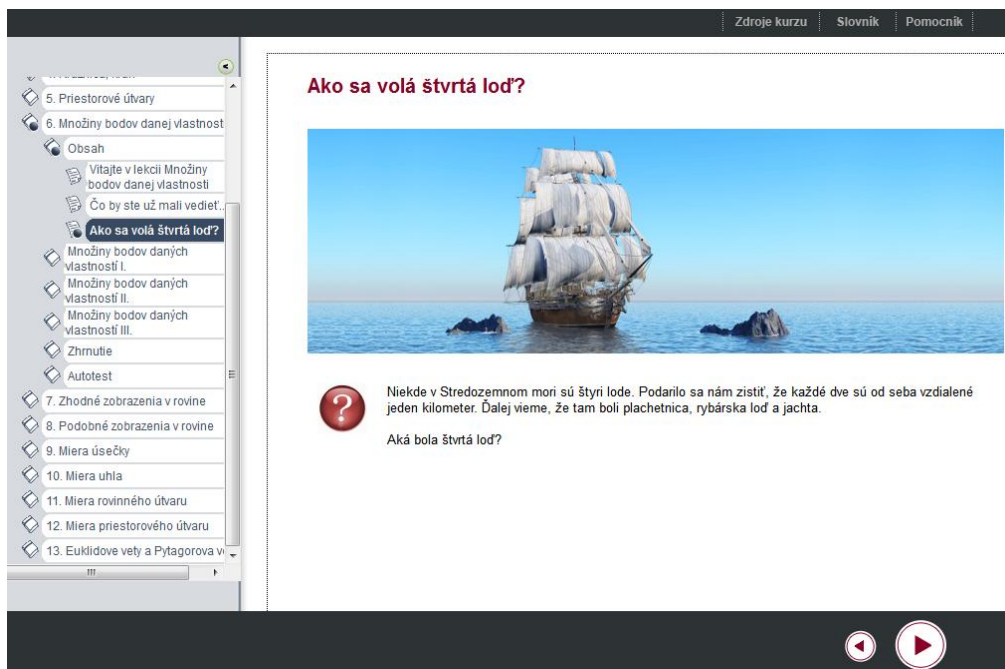 Zdroje kurzu
Slovník
Pomocník
5. Priestorové útvary
6. Množiny bodov danej vlastnost
Obsah
Vitajte v lekcii Množiny
bodov danej vlastnosti
Čo by ste už mali vedieť..
Ako sa volá štvrtá loď?
Množiny bodov daných
vlastností I.
Množiny bodov daných
vlastností II.
Množiny bodov daných
vlastností III.
Zhrnutie
Autotest
7. Zhodné zobrazenia v rovine
8. Podobné zobrazenia v rovine
9. Miera úsečky
10. Miera uhla
11. Miera rovinného útvaru
12. Miera priestorového útvaru
13. Euklidove vety a Pytagorova v
Ako sa volá štvrtá loď?
Niekde v Stredozemnom mori sú štyri lode. Podarilo sa nám zistiť, že každé dve sú od seba vzdialené
jeden kilometer. Ďalej vieme, že tam boli plachetnica, rybárska loď a jachta.
Aká bola štvrtá loď?